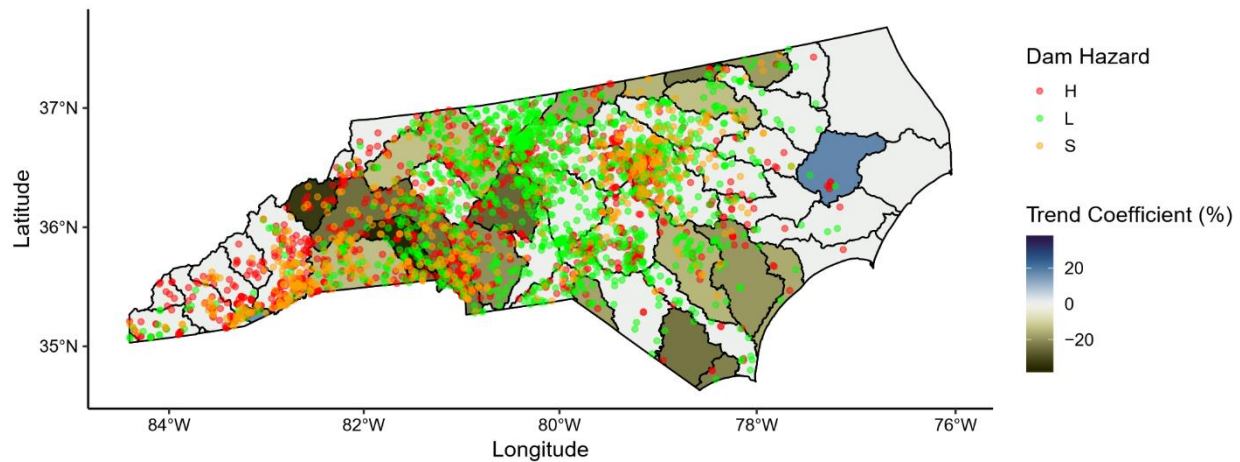 37°N
36°N
35°N
Latitude
84°W 82°W 80°W 78°W 76°W
Longitude
Dam Hazard
H
L
S
Trend Coefficient (%)
20
0
−20